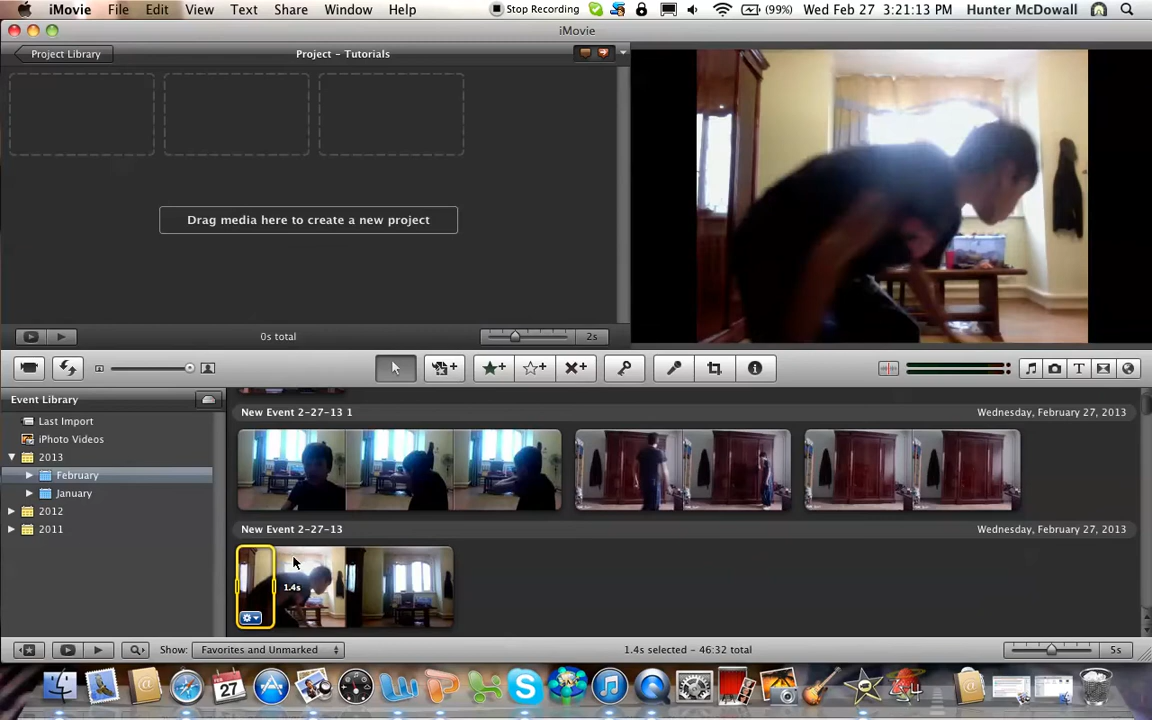 iMovie File Edit View Text Share Window Help Stop Recording (99%) Wed Feb 27 3:21:13 PM Hunter McDowall
iMovie
Project Library Project - Tutorials
Drag media here to create a new project
0s total 2s
Event Library
Last Import
iPhoto Videos
2013
February
January
2012
2011
New Event 2-27-13 1 Wednesday, February 27, 2013
New Event 2-27-13 Wednesday, February 27, 2013
1.4s
Show: Favorites and Unmarked 1.4s selected - 46:32 total 5s
FEB
27